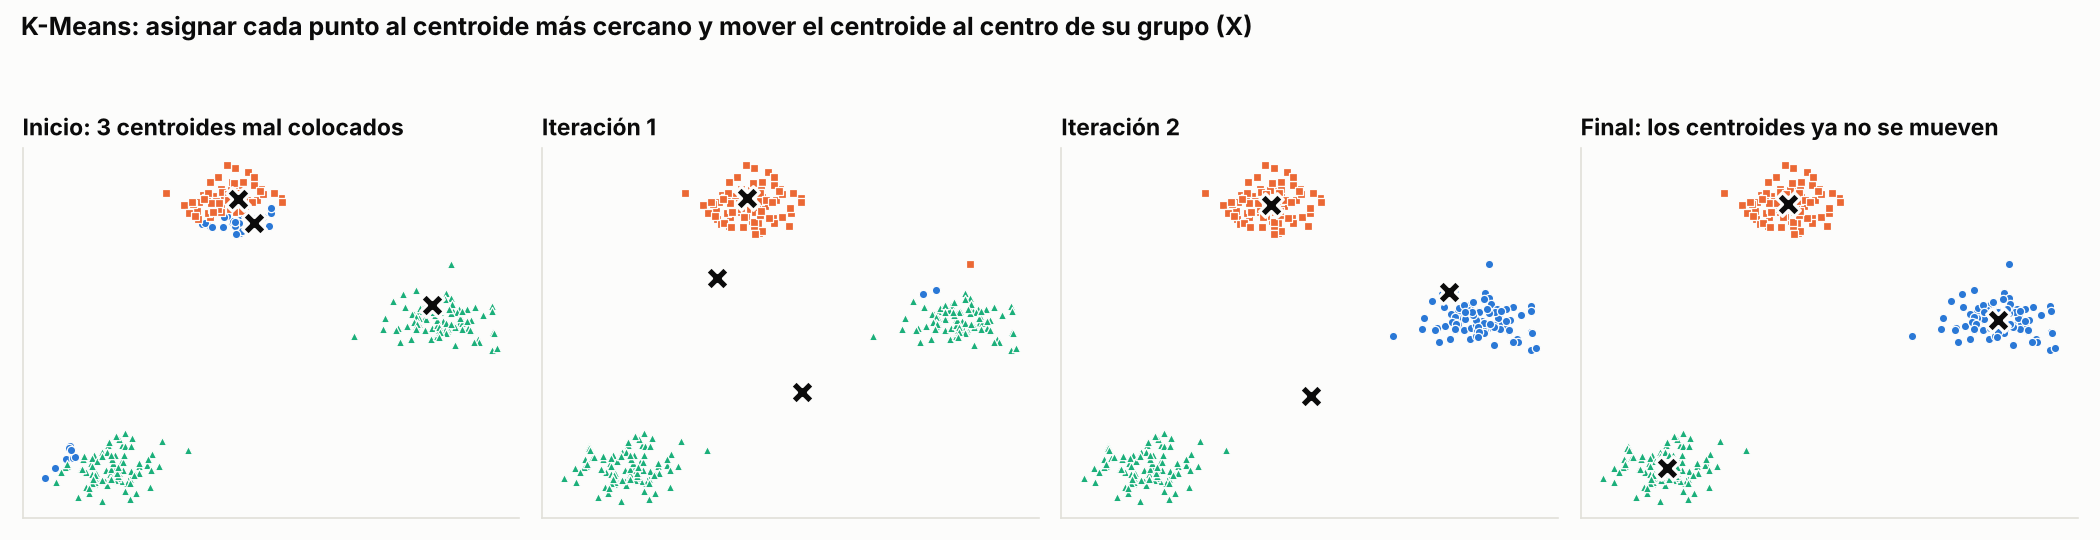 K-Means: asignar cada punto al centroide más cercano y mover el centroide al centro de su grupo (X)
Inicio: 3 centroides mal colocados
Iteración 1
Iteración 2
Final: los centroides ya no se mueven